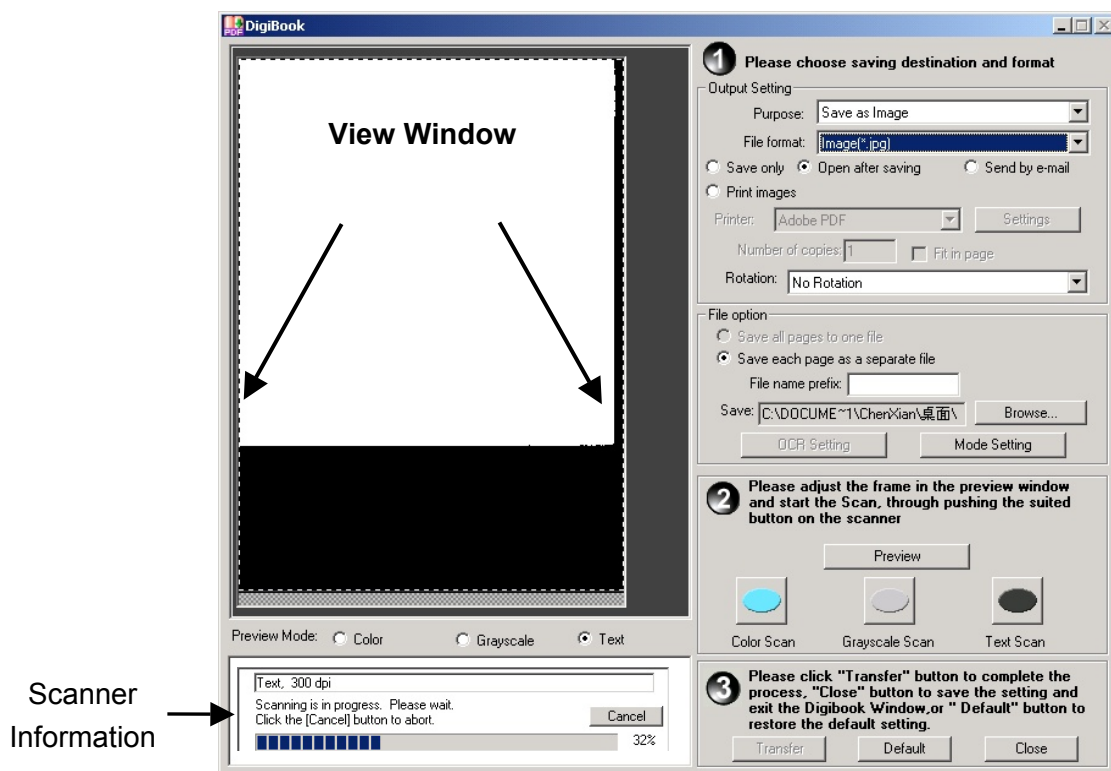 DigiBook
View Window
Preview Mode:
Color
Grayscale
Text
Scanner
Information
Text, 300 dpi
Scanning is in progress. Please wait.
Click the [Cancel] button to abort.
Cancel
32%
1
Please choose saving destination and format
Output Setting
Purpose: Save as Image
File format: Image(*.jpg)
Save only
Open after saving
Send by e-mail
Print images
Printer: Adobe PDF
Settings
Number of copies: 1
Fit in page
Rotation: No Rotation
File option
Save all pages to one file
Save each page as a separate file
File name prefix:
Save: C:\DOCUME~1\ChenXian\桌面\
Browse...
OCR Setting
Mode Setting
2
Please adjust the frame in the preview window
and start the Scan, through pushing the suited
button on the scanner
Preview
Color Scan
Grayscale Scan
Text Scan
3
Please click "Transfer" button to complete the
process, "Close" button to save the setting and
exit the Digibook Window,or " Default" button to
restore the default setting.
Transfer
Default
Close
PDF